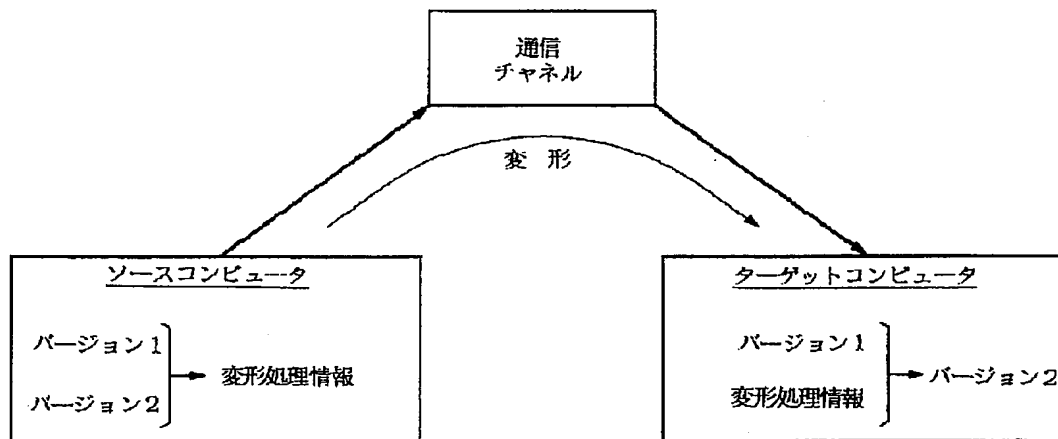 通信
チャネル
変 形
ソースコンピュータ
バージョン1
変形処理情報
バージョン2
ターゲットコンピュータ
バージョン1
バージョン2
変形処理情報